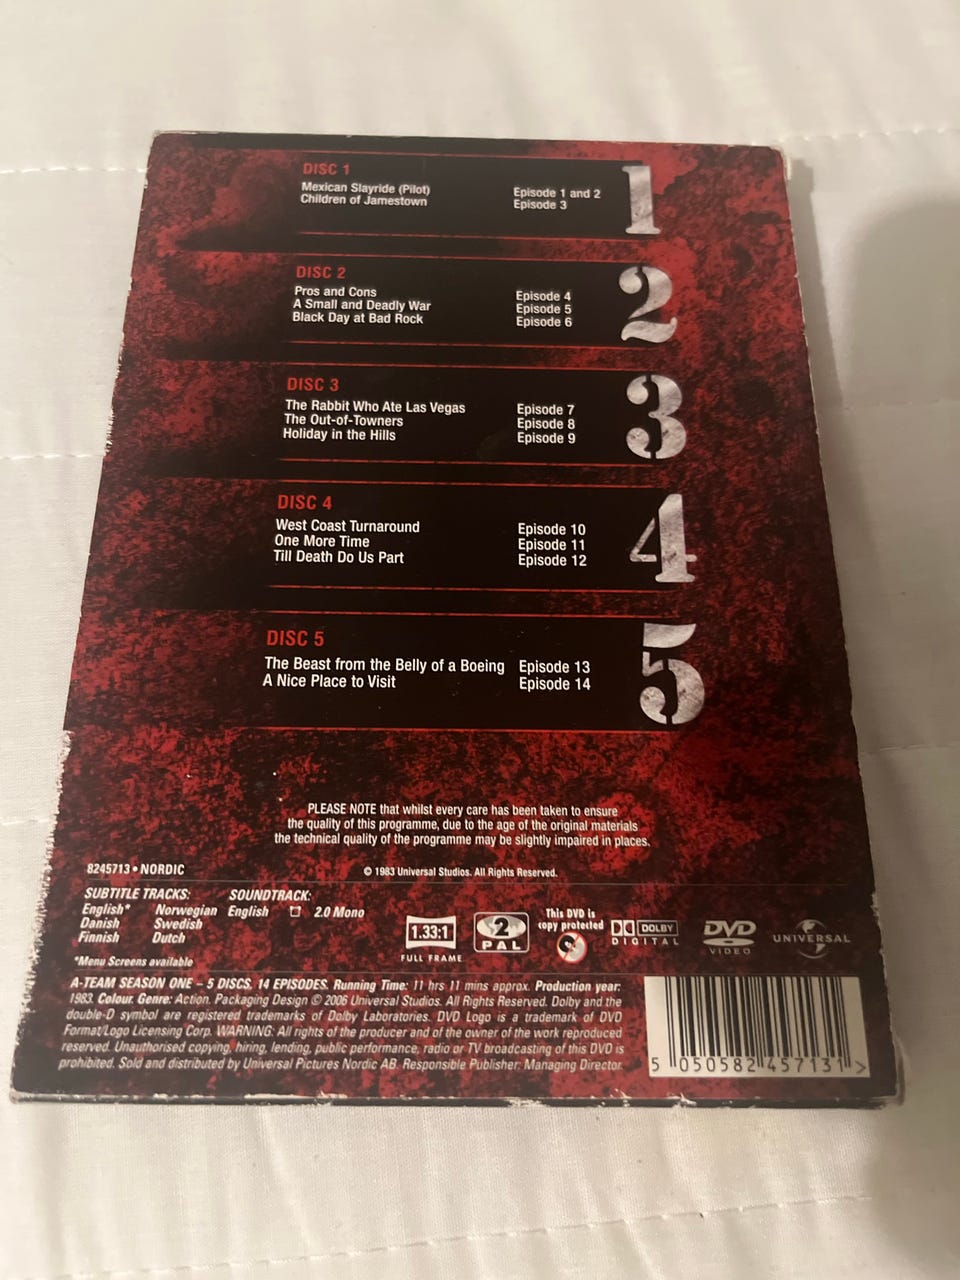 DISC 1
Mexican Slayride (Pilot) Episode 1 and 2
Children of Jamestown Episode 3
1
DISC 2
Pros and Cons Episode 4
A Small and Deadly War Episode 5
Black Day at Bad Rock Episode 6
2
DISC 3
The Rabbit Who Ate Las Vegas Episode 7
The Out-of-Towners Episode 8
Holiday in the Hills Episode 9
3
DISC 4
West Coast Turnaround Episode 10
One More Time Episode 11
Till Death Do Us Part Episode 12
4
DISC 5
The Beast from the Belly of a Boeing Episode 13
A Nice Place to Visit Episode 14
5
PLEASE NOTE that whilst every care has been taken to ensure
the quality of this programme, due to the age of the original materials
the technical quality of the programme may be slightly impaired in places.
8245713 • NORDIC
© 1983 Universal Studios. All Rights Reserved.
SUBTITLE TRACKS: SOUNDTRACK:
English* Norwegian English 2.0 Mono
Danish Swedish
Finnish Dutch
*Menu Screens available
1.33:1
FULL FRAME
2
PAL
This DVD is
copy protected
DOLBY
DIGITAL
DVD
VIDEO
UNIVERSAL
A-TEAM SEASON ONE – 5 DISCS. 14 EPISODES. Running Time: 11 hrs 11 mins approx. Production year:
1983. Colour. Genre: Action. Packaging Design © 2006 Universal Studios. All Rights Reserved. Dolby and the
double-D symbol are registered trademarks of Dolby Laboratories. DVD Logo is a trademark of DVD
Format/Logo Licensing Corp. WARNING: All rights of the producer and of the owner of the work reproduced
reserved. Unauthorised copying, hiring, lending, public performance, radio or TV broadcasting of this DVD is
prohibited. Sold and distributed by Universal Pictures Nordic AB. Responsible Publisher: Managing Director.
5 050582 457131 >